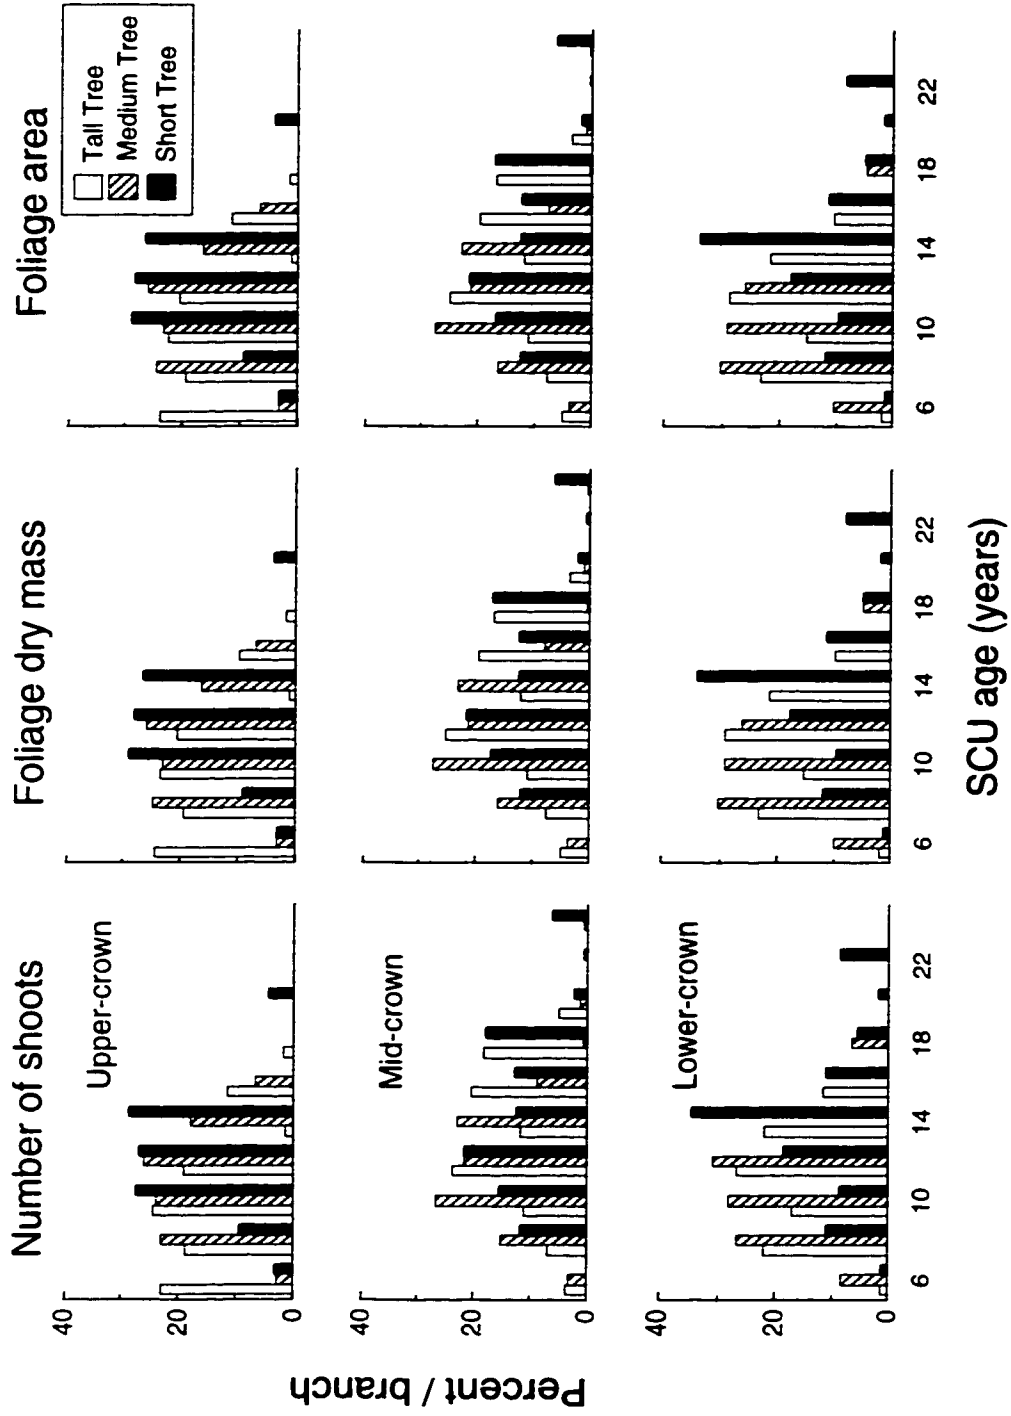 Number of shoots
Foliage dry mass
Foliage area
Tall Tree
Medium Tree
Short Tree
Upper-crown
40
20
0
Mid-crown
40
20
0
Lower-crown
40
20
0
6 10 14 18 22
6 10 14 18 22
6 10 14 18 22
Percent / branch
SCU age (years)